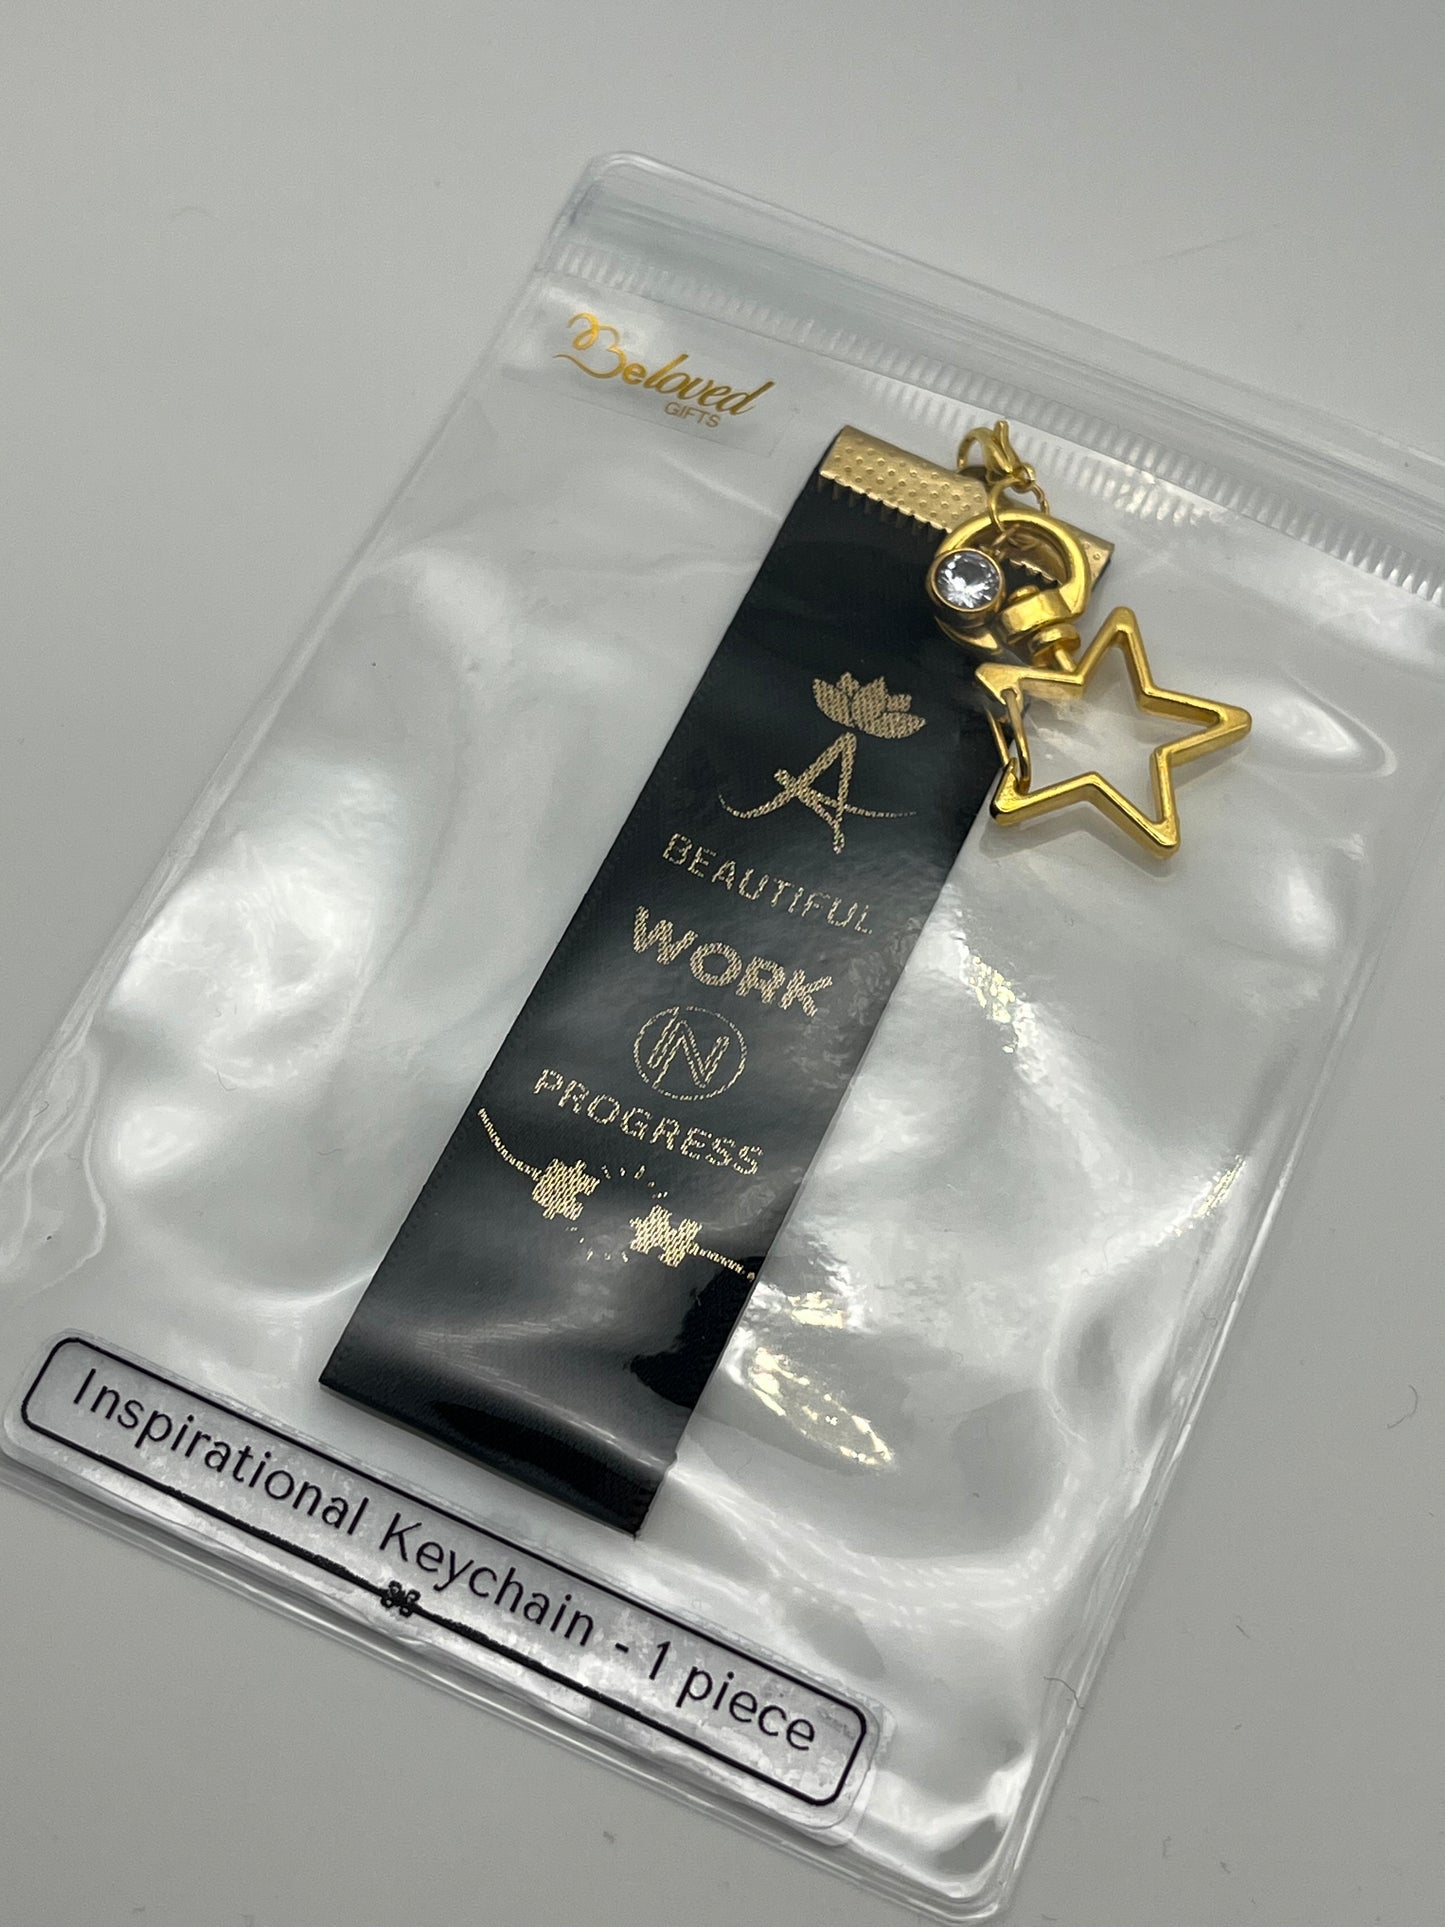 Beloved
GIFTS
A
BEAUTIFUL
WORK
IN
PROGRESS
Inspirational Keychain - 1 piece